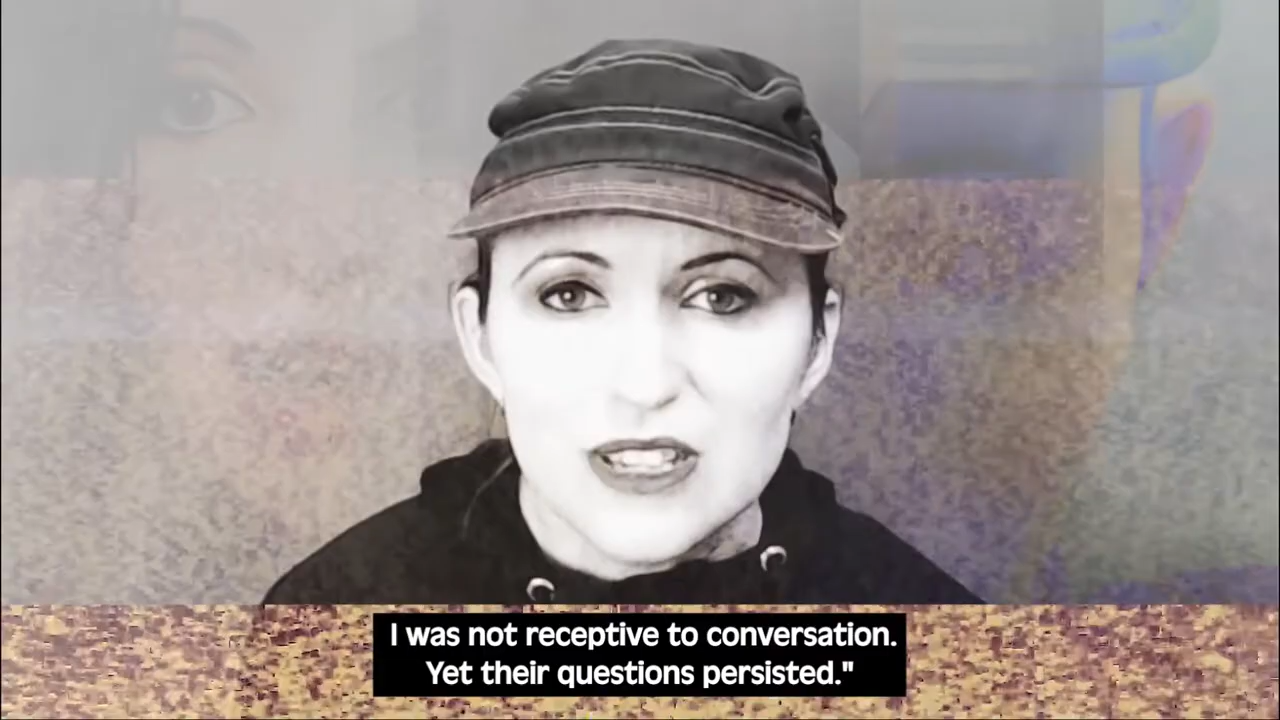 I was not receptive to conversation.
Yet their questions persisted."